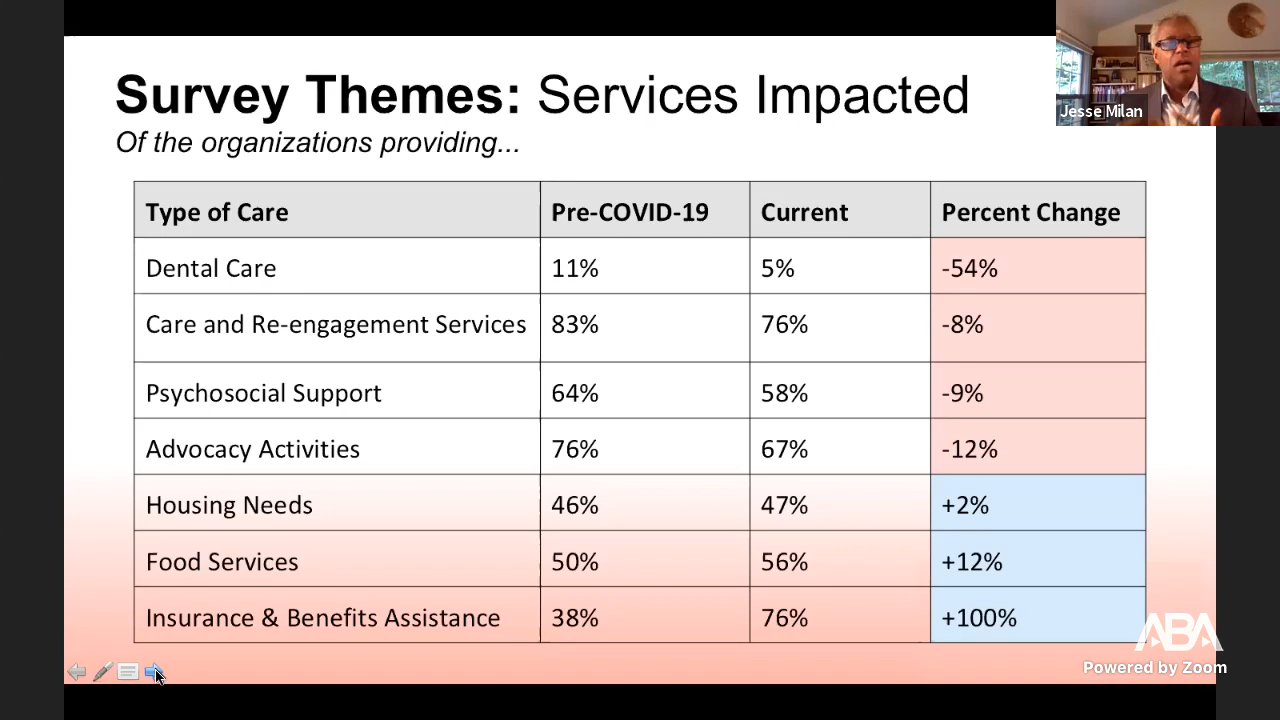 Survey Themes: Services Impacted
Of the organizations providing...
Jesse Milan
Type of Care Pre-COVID-19 Current Percent Change
Dental Care 11% 5% -54%
Care and Re-engagement Services 83% 76% -8%
Psychosocial Support 64% 58% -9%
Advocacy Activities 76% 67% -12%
Housing Needs 46% 47% +2%
Food Services 50% 56% +12%
Insurance & Benefits Assistance 38% 76% +100%
ABA
Powered by Zoom